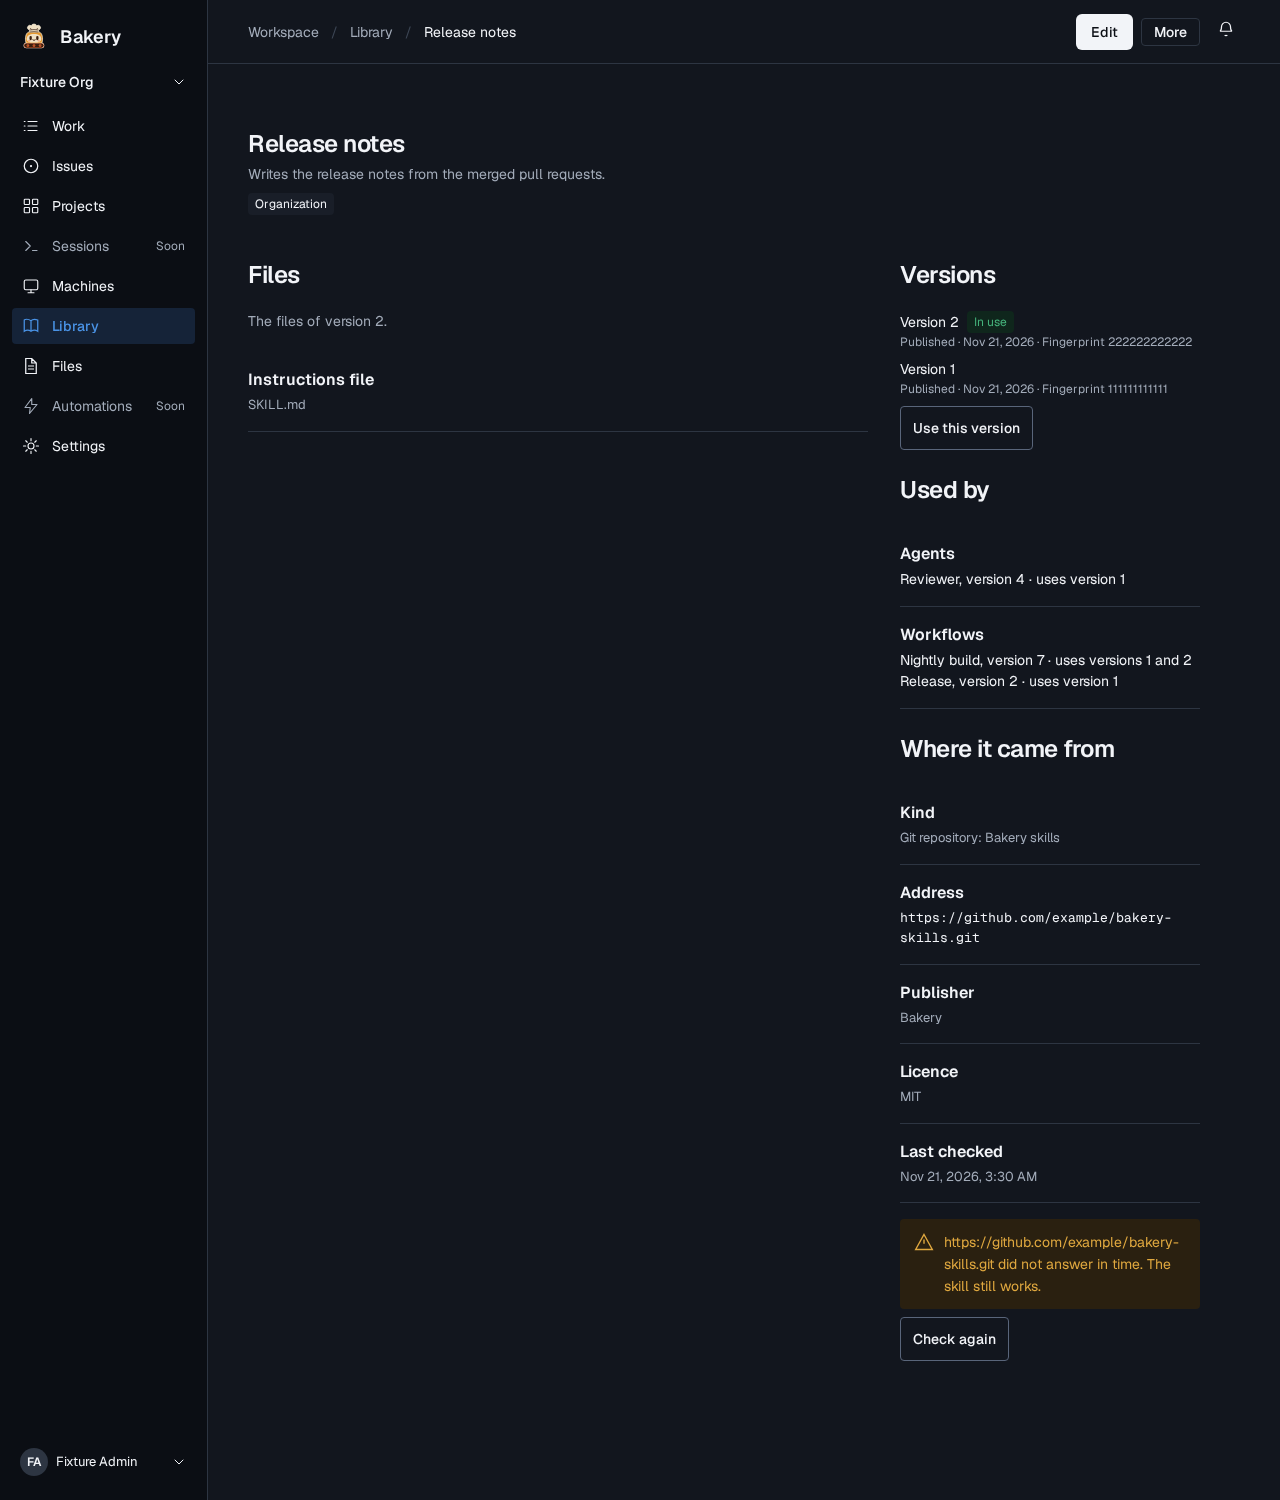 Bakery
Fixture Org
Work
Issues
Projects
Sessions Soon
Machines
Library
Files
Automations Soon
Settings
FA Fixture Admin
Workspace / Library / Release notes
Edit More
Release notes
Writes the release notes from the merged pull requests.
Organization
Files
The files of version 2.
Instructions file
SKILL.md
Versions
Version 2 In use
Published · Nov 21, 2026 · Fingerprint 222222222222
Version 1
Published · Nov 21, 2026 · Fingerprint 111111111111
Use this version
Used by
Agents
Reviewer, version 4 · uses version 1
Workflows
Nightly build, version 7 · uses versions 1 and 2
Release, version 2 · uses version 1
Where it came from
Kind
Git repository: Bakery skills
Address
https://github.com/example/bakery-
skills.git
Publisher
Bakery
Licence
MIT
Last checked
Nov 21, 2026, 3:30 AM
https://github.com/example/bakery-
skills.git did not answer in time. The
skill still works.
Check again